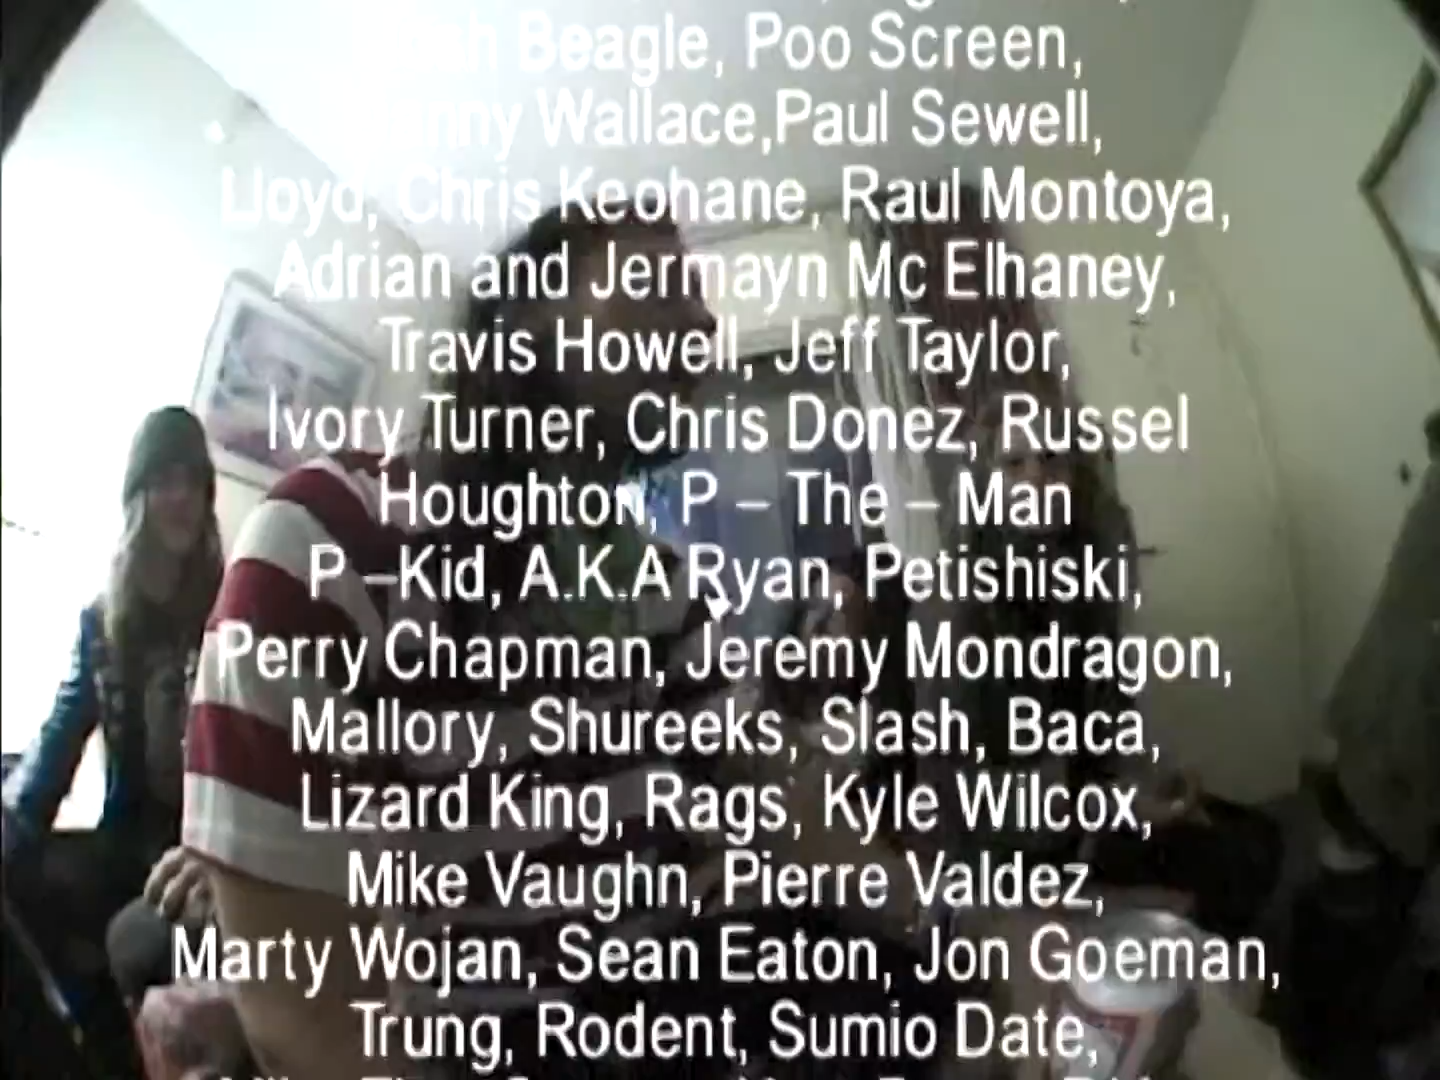 Beagle, Poo Screen,
Wallace,Paul Sewell,
Lloyd, Chris Keohane, Raul Montoya,
Adrian and Jermayn Mc Elhaney,
Travis Howell, Jeff Taylor,
Ivory Turner, Chris Donez, Russel
Houghton, P – The – Man
P –Kid, A.K.A Ryan, Petishiski,
Perry Chapman, Jeremy Mondragon,
Mallory, Shureeks, Slash, Baca,
Lizard King, Rags, Kyle Wilcox,
Mike Vaughn, Pierre Valdez,
Marty Wojan, Sean Eaton, Jon Goeman,
Trung, Rodent, Sumio Date,